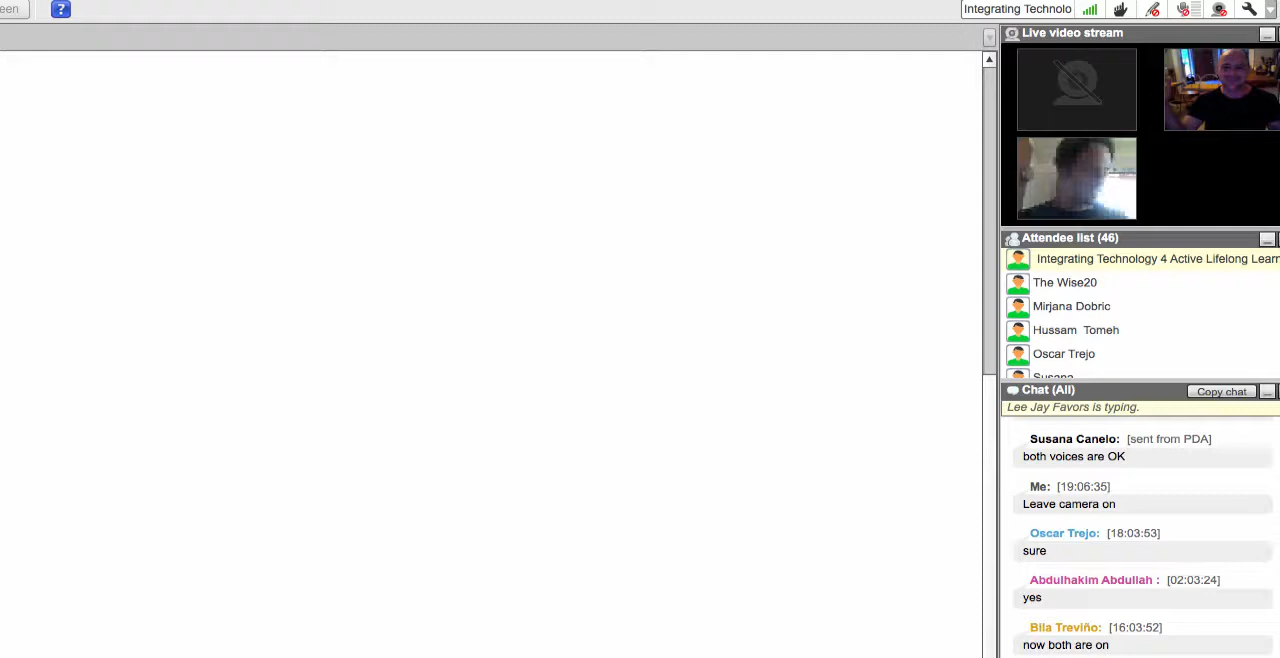 een
?
Integrating Technolo
Live video stream
Attendee list (46)
Integrating Technology 4 Active Lifelong Learn
The Wise20
Mirjana Dobric
Hussam Tomeh
Oscar Trejo
Susana
Chat (All)
Copy chat
Lee Jay Favors is typing.
Susana Canelo: [sent from PDA]
both voices are OK
Me: [19:06:35]
Leave camera on
Oscar Trejo: [18:03:53]
sure
Abdulhakim Abdullah : [02:03:24]
yes
Bila Treviño: [16:03:52]
now both are on